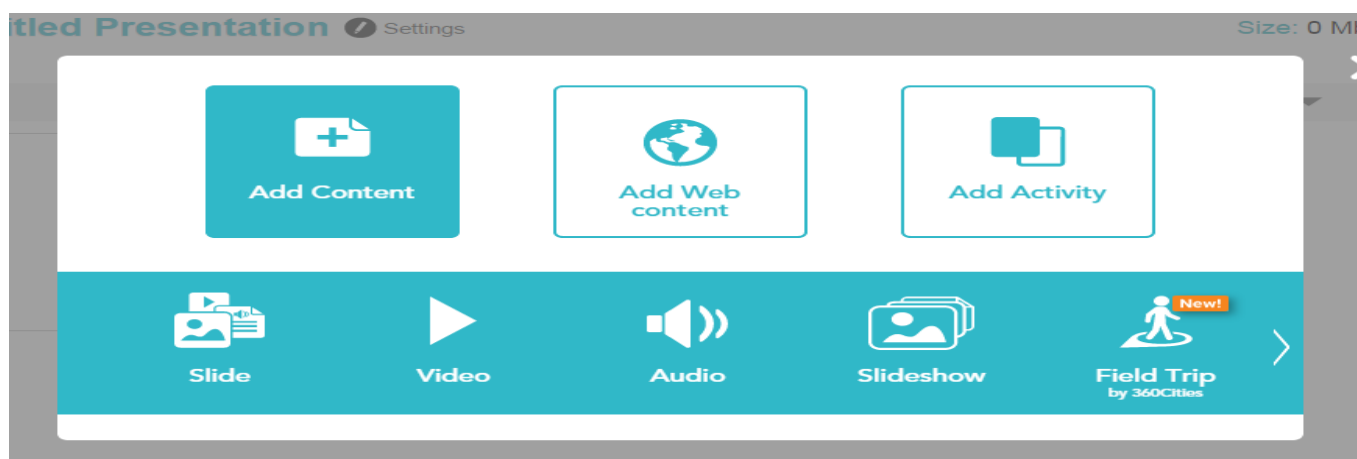 itled Presentation Settings Size: 0 M
Add Content
Add Web
content
Add Activity
New!
Slide
Video
Audio
Slideshow
Field Trip
by 360Cities